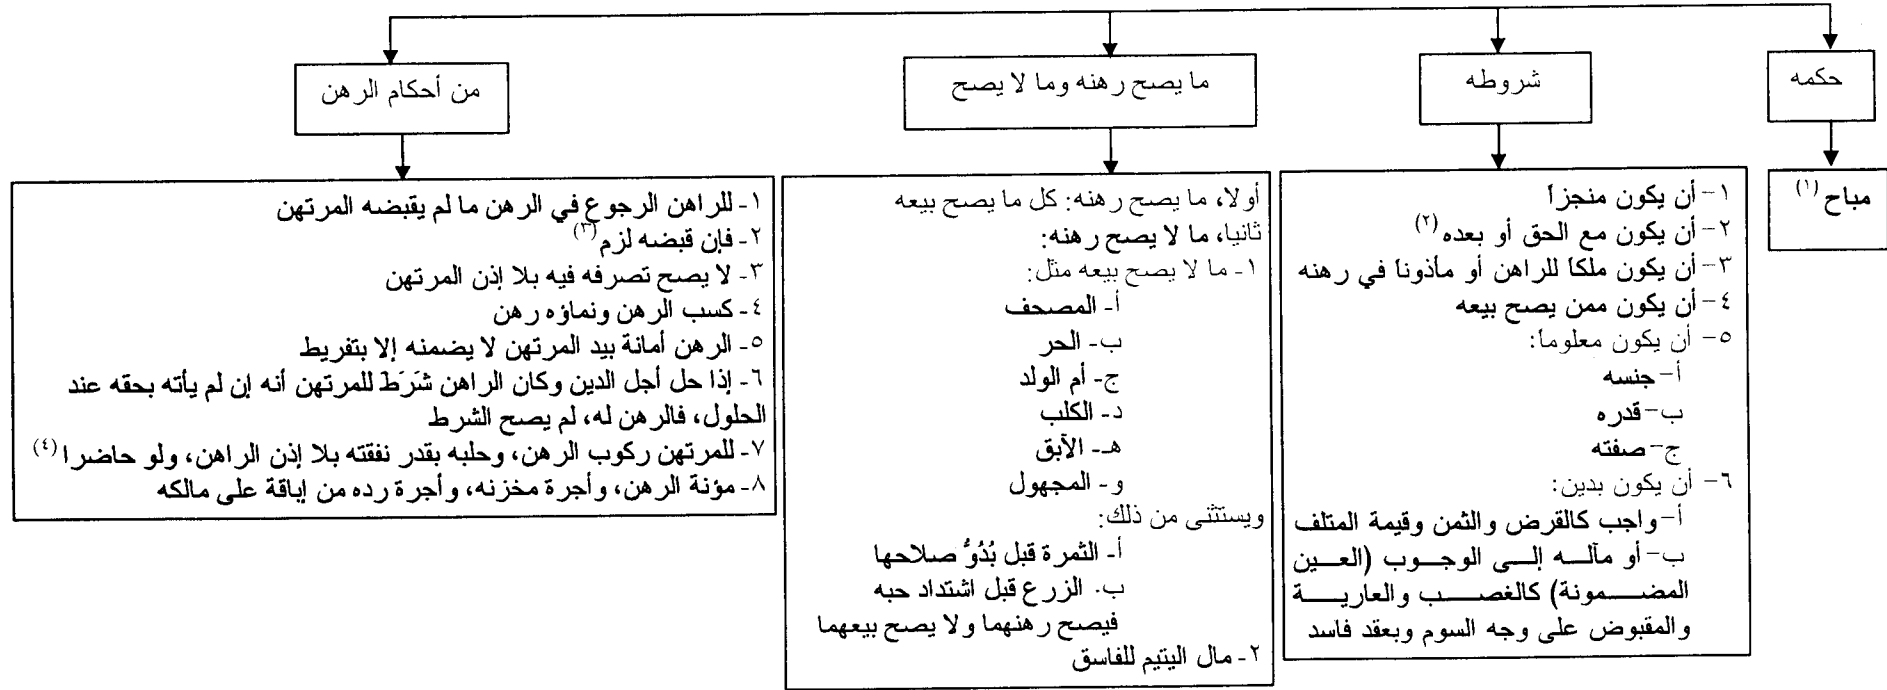 حكمه
شروطه
ما يصح رهنه وما لا يصح
من أحكام الرهن
مباح (١)
١- أن يكون منجزاً
٢- أن يكون مع الحق أو بعده (٢)
٣- أن يكون ملكاً للراهن أو مأذوناً في رهنه
٤- أن يكون ممن يصح بيعه
٥- أن يكون معلوماً:
أ- جنسه
ب- قدره
ج- صفته
٦- أن يكون بدين:
أ- واجب كالقرض والثمن وقيمة المتلف
ب- أو مآلـه إلـى الوجـوب (العـين
المضـمونة) كالغصـب والعاريـة
والمقبوض على وجه السوم وبعقد فاسد
أولا، ما يصح رهنه: كل ما يصح بيعه
ثانيا، ما لا يصح رهنه:
١- ما لا يصح بيعه مثل:
أ- المصحف
ب- الحر
ج- أم الولد
د- الكلب
هـ- الآبق
و- المجهول
ويستثنى من ذلك:
أ- الثمرة قبل بُدُوُّ صلاحها
ب. الزرع قبل اشتداد حبه
فيصح رهنهما ولا يصح بيعهما
٢- مال اليتيم للفاسق
١- للراهن الرجوع في الرهن ما لم يقبضه المرتهن
٢- فإن قبضه لزم (٣)
٣- لا يصح تصرفه فيه بلا إذن المرتهن
٤- كسب الرهن ونماؤه رهن
٥- الرهن أمانة بيد المرتهن لا يضمنه إلا بتفريط
٦- إذا حل أجل الدين وكان الراهن شَرَطَ للمرتهن أنه إن لم يأته بحقه عند
الحلول، فالرهن له، لم يصح الشرط
٧- للمرتهن ركوب الرهن، وحلبه بقدر نفقته بلا إذن الراهن، ولو حاضرا (٤)
٨- مؤنة الرهن، وأجرة مخزنه، وأجرة رده من إباقة على مالكه